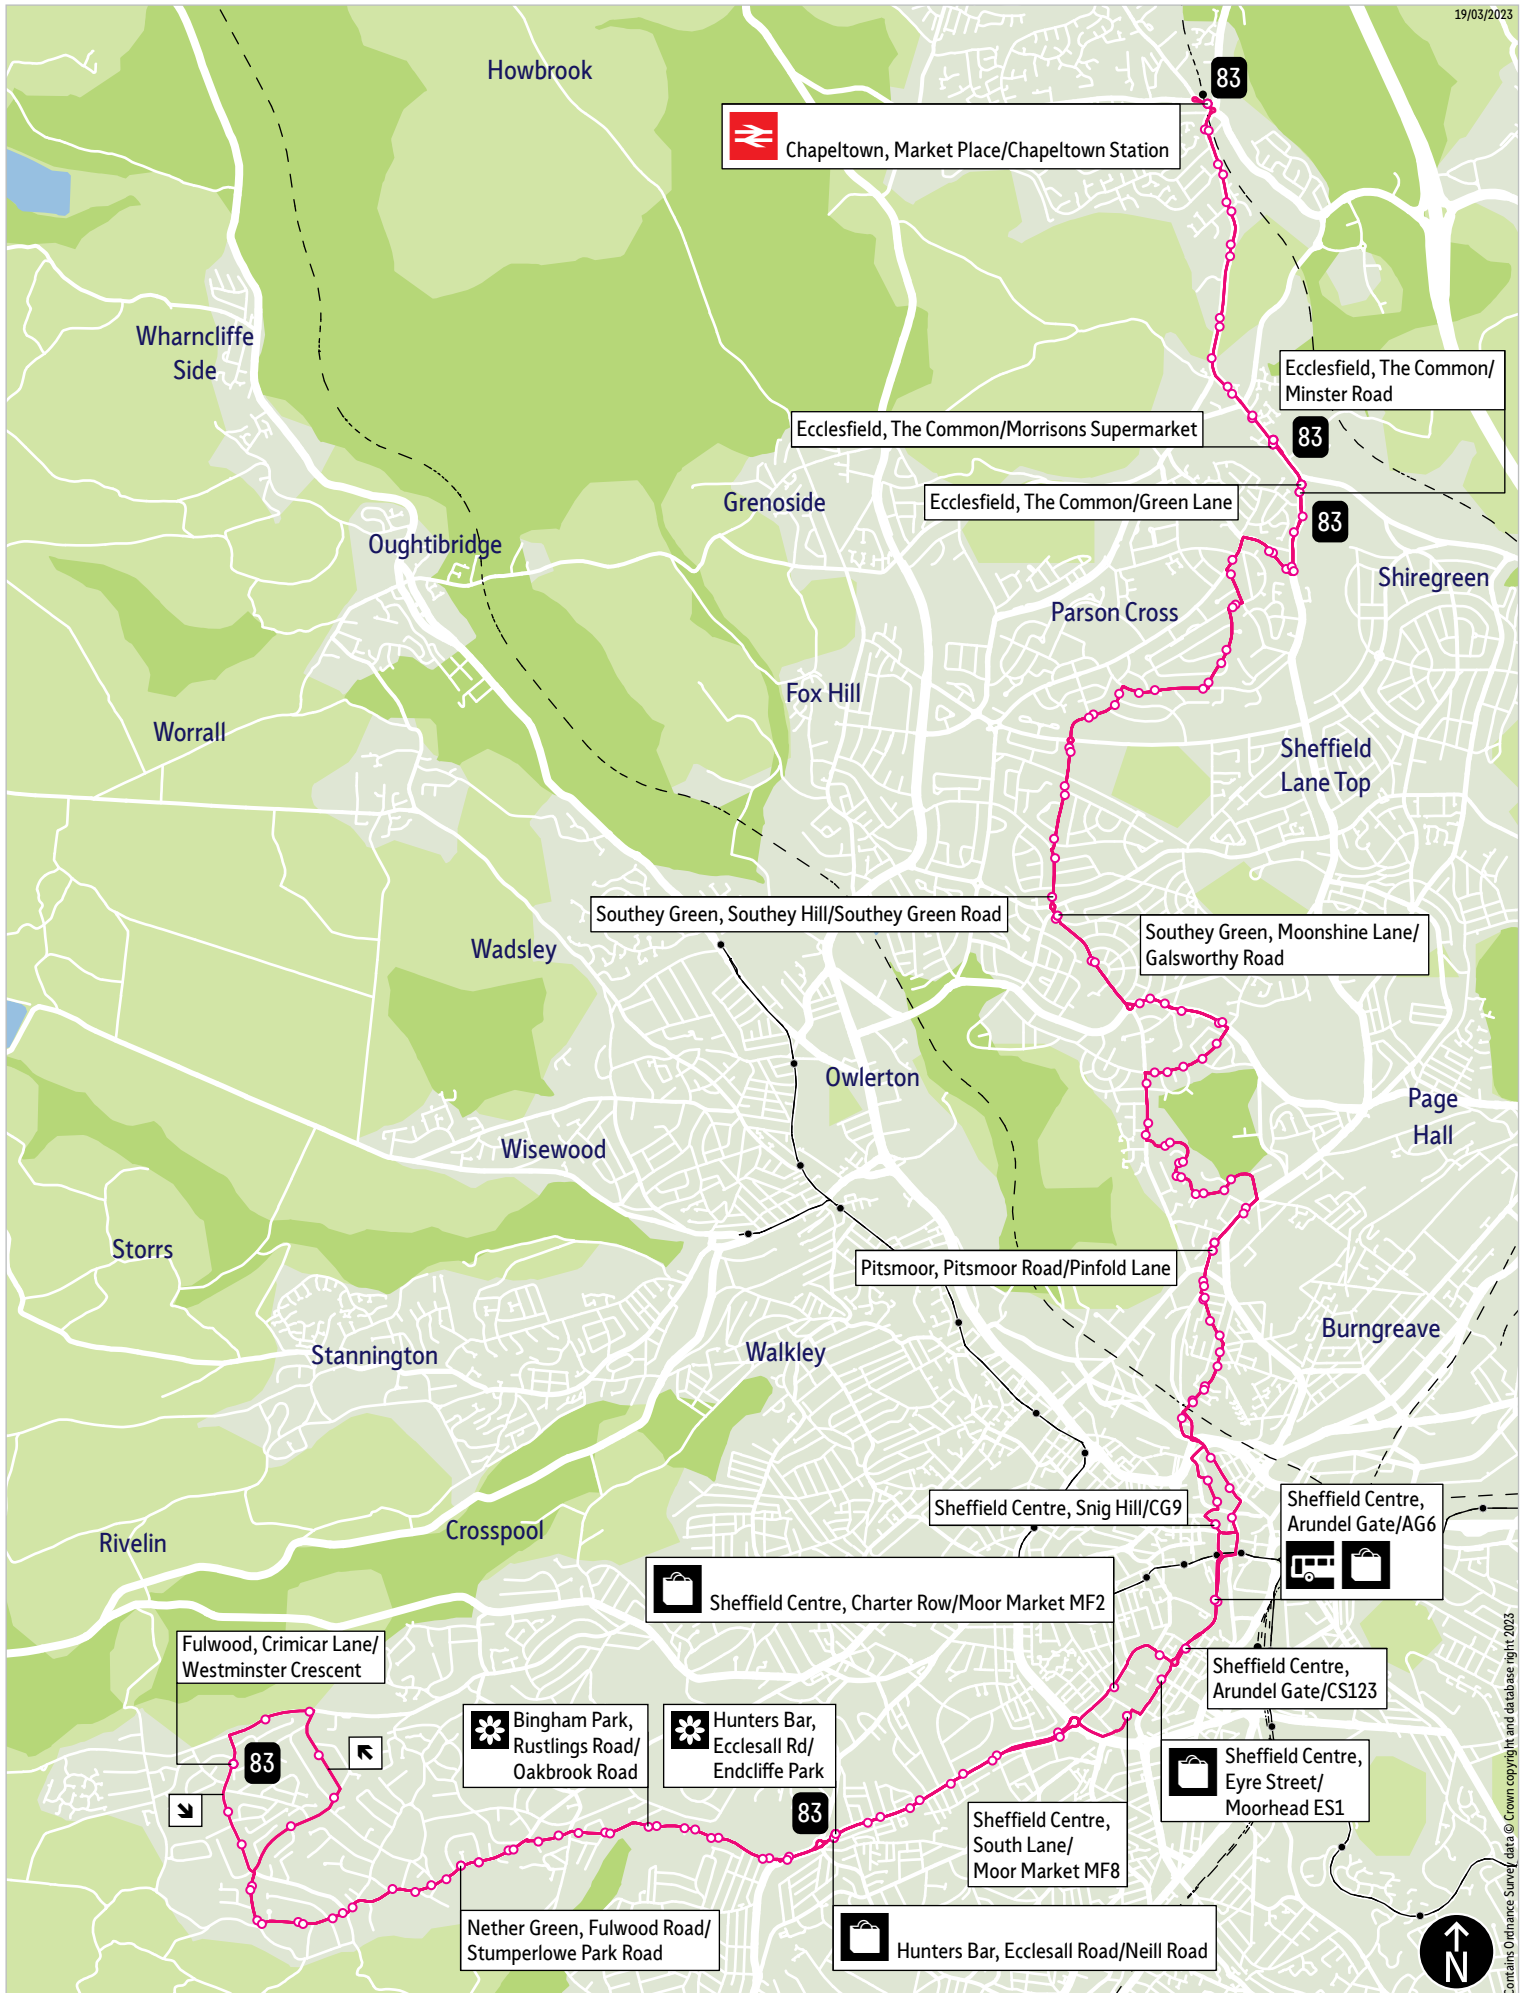 19/03/2023
Howbrook
83
Chapeltown, Market Place/Chapeltown Station
Wharncliffe
Side
Ecclesfield, The Common/
Minster Road
Ecclesfield, The Common/Morrisons Supermarket
83
Grenoside
Ecclesfield, The Common/Green Lane
83
Oughtibridge
Shiregreen
Parson Cross
Fox Hill
Worrall
Sheffield
Lane Top
Southey Green, Southey Hill/Southey Green Road
Southey Green, Moonshine Lane/
Galsworthy Road
Wadsley
Owlerton
Page
Hall
Wisewood
Storrs
Pitsmoor, Pitsmoor Road/Pinfold Lane
Burngreave
Stannington
Walkley
Sheffield Centre, Snig Hill/CG9
Sheffield Centre,
Arundel Gate/AG6
Crosspool
Rivelin
Sheffield Centre, Charter Row/Moor Market MF2
Fulwood, Crimicar Lane/
Westminster Crescent
Sheffield Centre,
Arundel Gate/CS123
Bingham Park,
Rustlings Road/
Oakbrook Road
Hunters Bar,
Ecclesall Rd/
Endcliffe Park
83
Sheffield Centre,
Eyre Street/
Moorhead ES1
83
Sheffield Centre,
South Lane/
Moor Market MF8
Nether Green, Fulwood Road/
Stumperlowe Park Road
Hunters Bar, Ecclesall Road/Neill Road
N
Contains Ordnance Survey data © Crown copyright and database right 2023